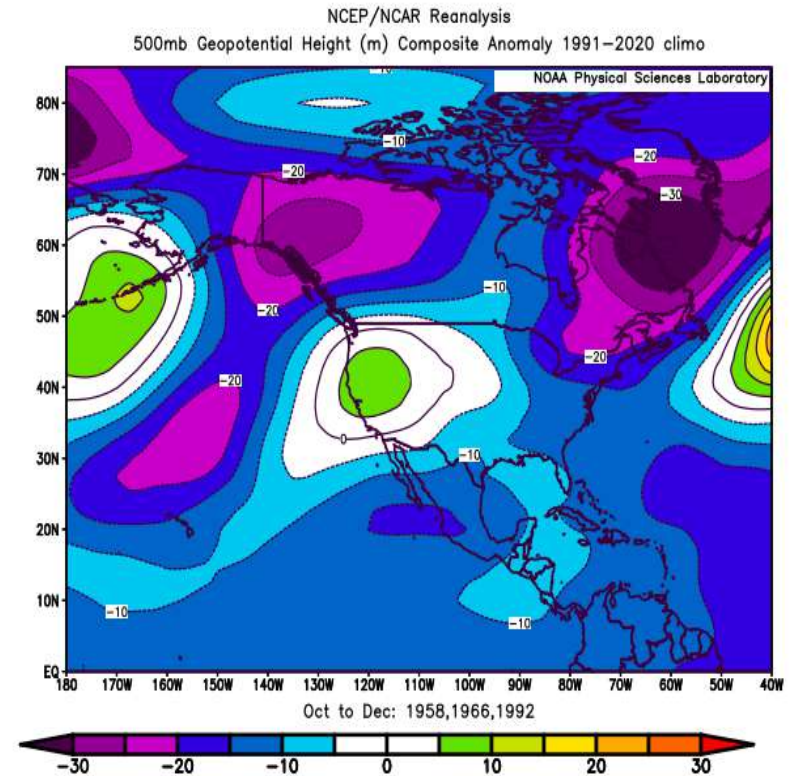 NCEP/NCAR Reanalysis
500mb Geopotential Height (m) Composite Anomaly 1991-2020 climo
NOAA Physical Sciences Laboratory
-10
80N
-10
70N
-20
-20
-30
60N
-10
50N
-20
-20
40N
-20
0
30N
-10
20N
10N
-10
-10
EQ
180 170W 160W 150W 140W 130W 120W 110W 100W 90W 80W 70W 60W 50W 40W
Oct to Dec: 1958,1966,1992
-30 -20 -10 0 10 20 30